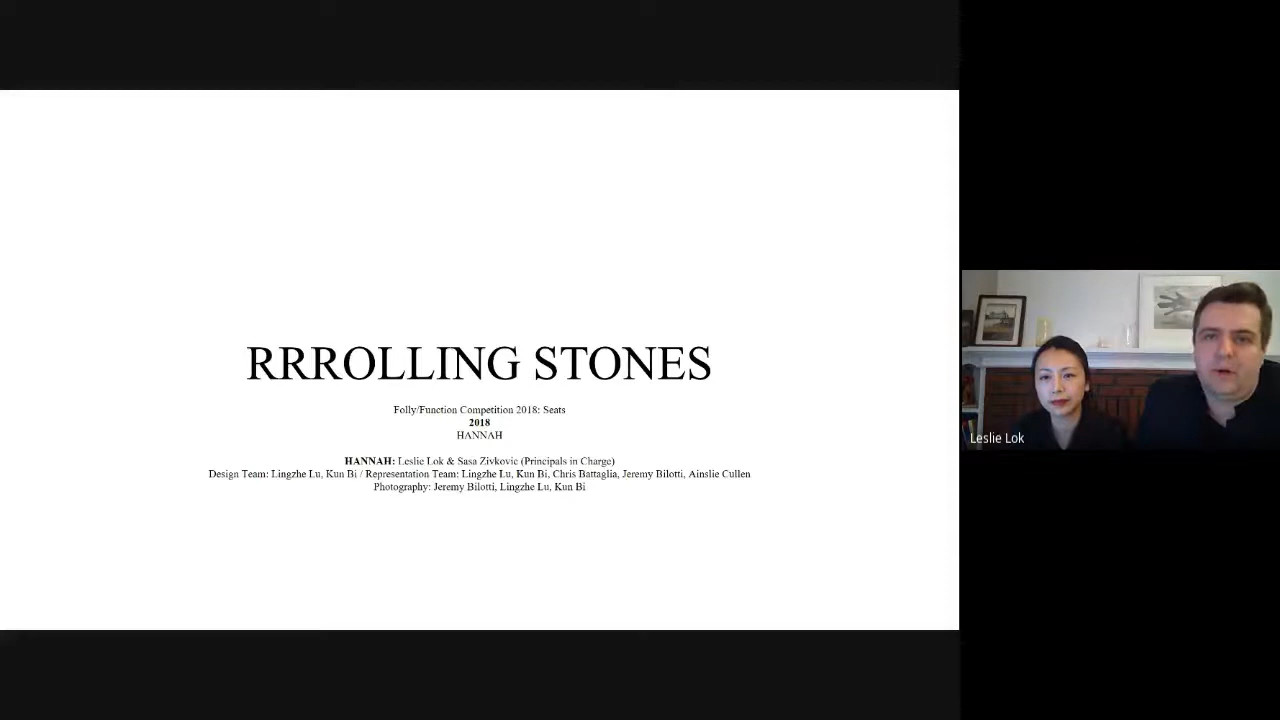 RRROLLING STONES
Folly/Function Competition 2018: Seats
2018
HANNAH
HANNAH: Leslie Lok & Sasa Zivkovic (Principals in Charge)
Design Team: Lingzhe Lu, Kun Bi / Representation Team: Lingzhe Lu, Kun Bi, Chris Battaglia, Jeremy Bilotti, Ainslie Cullen
Photography: Jeremy Bilotti, Lingzhe Lu, Kun Bi
Leslie Lok